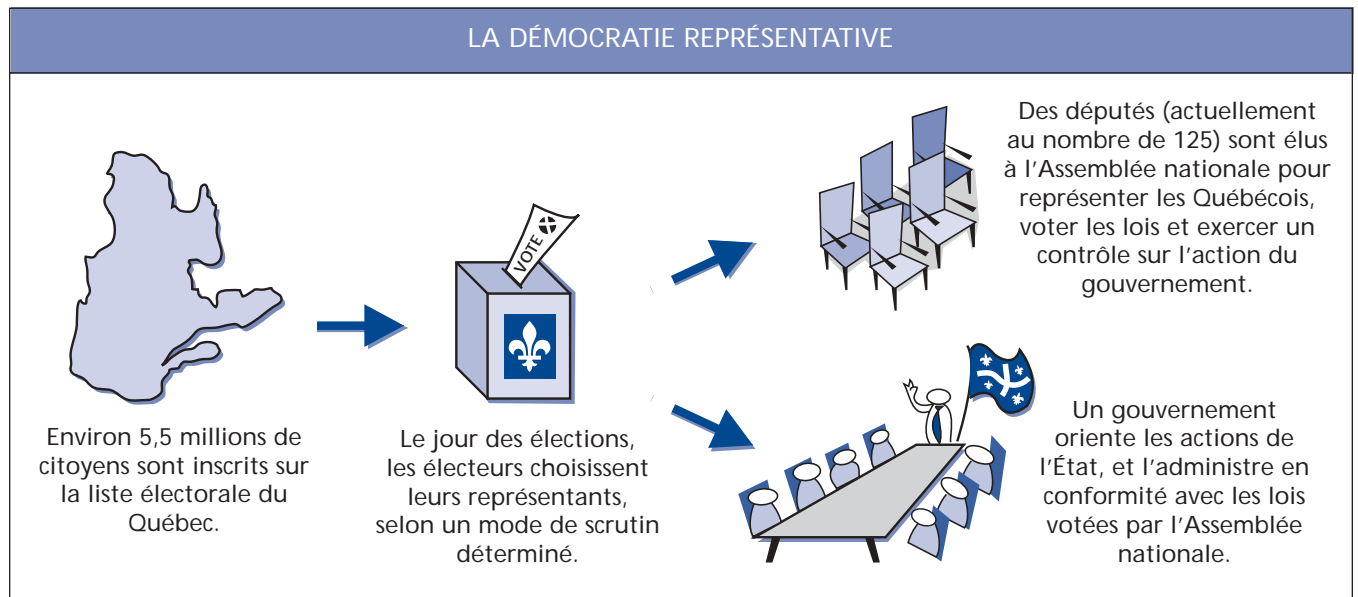 LA DÉMOCRATIE REPRÉSENTATIVE
Environ 5,5 millions de
citoyens sont inscrits sur
la liste électorale du
Québec.
VOTE
Le jour des élections,
les électeurs choisissent
leurs représentants,
selon un mode de scrutin
déterminé.
Des députés (actuellement
au nombre de 125) sont élus
à l'Assemblée nationale pour
représenter les Québécois,
voter les lois et exercer un
contrôle sur l'action du
gouvernement.
Un gouvernement
oriente les actions de
l'État, et l'administre en
conformité avec les lois
votées par l'Assemblée
nationale.